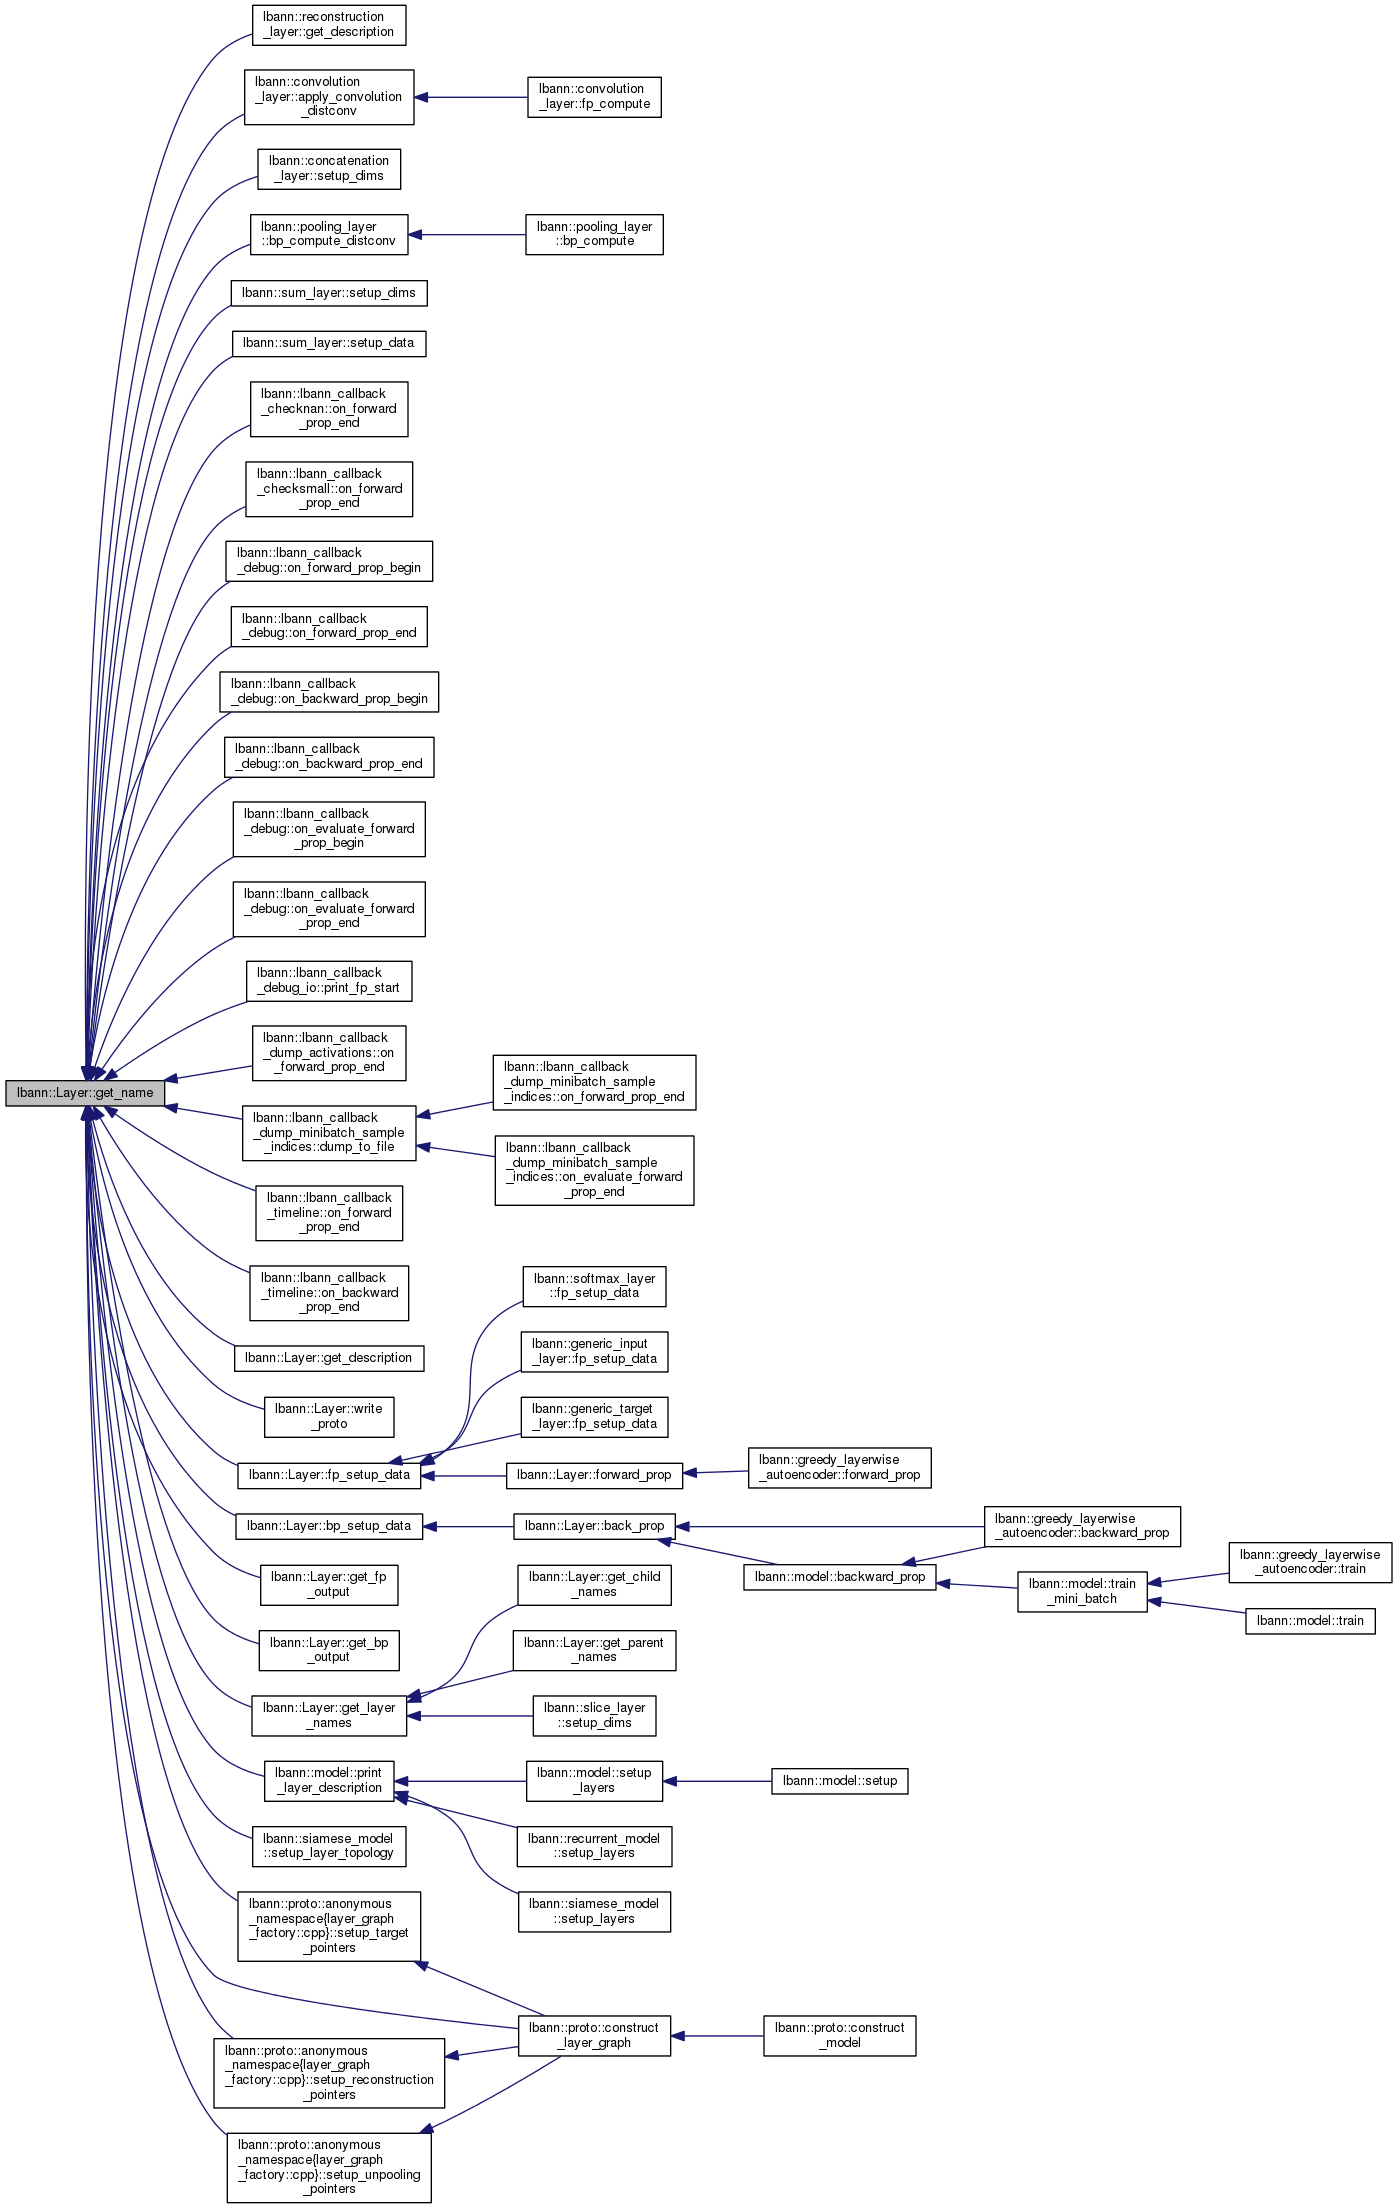 lbann::reconstruction
_layer::get_description
lbann::convolution
_layer::apply_convolution
_distconv
lbann::convolution
_layer::fp_compute
lbann::concatenation
_layer::setup_dims
lbann::pooling_layer
::bp_compute_distconv
lbann::pooling_layer
::bp_compute
lbann::sum_layer::setup_dims
lbann::sum_layer::setup_data
lbann::lbann_callback
_checknan::on_forward
_prop_end
lbann::lbann_callback
_checksmall::on_forward
_prop_end
lbann::lbann_callback
_debug::on_forward_prop_begin
lbann::lbann_callback
_debug::on_forward_prop_end
lbann::lbann_callback
_debug::on_backward_prop_begin
lbann::lbann_callback
_debug::on_backward_prop_end
lbann::lbann_callback
_debug::on_evaluate_forward
_prop_begin
lbann::lbann_callback
_debug::on_evaluate_forward
_prop_end
lbann::lbann_callback
_debug_io::print_fp_start
lbann::lbann_callback
_dump_activations::on
_forward_prop_end
lbann::Layer::get_name
lbann::lbann_callback
_dump_minibatch_sample
_indices::dump_to_file
lbann::lbann_callback
_dump_minibatch_sample
_indices::on_forward_prop_end
lbann::lbann_callback
_dump_minibatch_sample
_indices::on_evaluate_forward
_prop_end
lbann::lbann_callback
_timeline::on_forward
_prop_end
lbann::lbann_callback
_timeline::on_backward
_prop_end
lbann::Layer::get_description
lbann::Layer::write
_proto
lbann::softmax_layer
::fp_setup_data
lbann::generic_input
_layer::fp_setup_data
lbann::generic_target
_layer::fp_setup_data
lbann::Layer::fp_setup_data
lbann::Layer::forward_prop
lbann::greedy_layerwise
_autoencoder::forward_prop
lbann::Layer::bp_setup_data
lbann::Layer::back_prop
lbann::greedy_layerwise
_autoencoder::backward_prop
lbann::model::backward_prop
lbann::model::train
_mini_batch
lbann::greedy_layerwise
_autoencoder::train
lbann::model::train
lbann::Layer::get_fp
_output
lbann::Layer::get_bp
_output
lbann::Layer::get_child
_names
lbann::Layer::get_parent
_names
lbann::Layer::get_layer
_names
lbann::slice_layer
::setup_dims
lbann::model::print
_layer_description
lbann::model::setup
_layers
lbann::model::setup
lbann::recurrent_model
::setup_layers
lbann::siamese_model
::setup_layers
lbann::siamese_model
::setup_layer_topology
lbann::proto::anonymous
_namespace{layer_graph
_factory::cpp}::setup_target
_pointers
lbann::proto::construct
_layer_graph
lbann::proto::construct
_model
lbann::proto::anonymous
_namespace{layer_graph
_factory::cpp}::setup_reconstruction
_pointers
lbann::proto::anonymous
_namespace{layer_graph
_factory::cpp}::setup_unpooling
_pointers